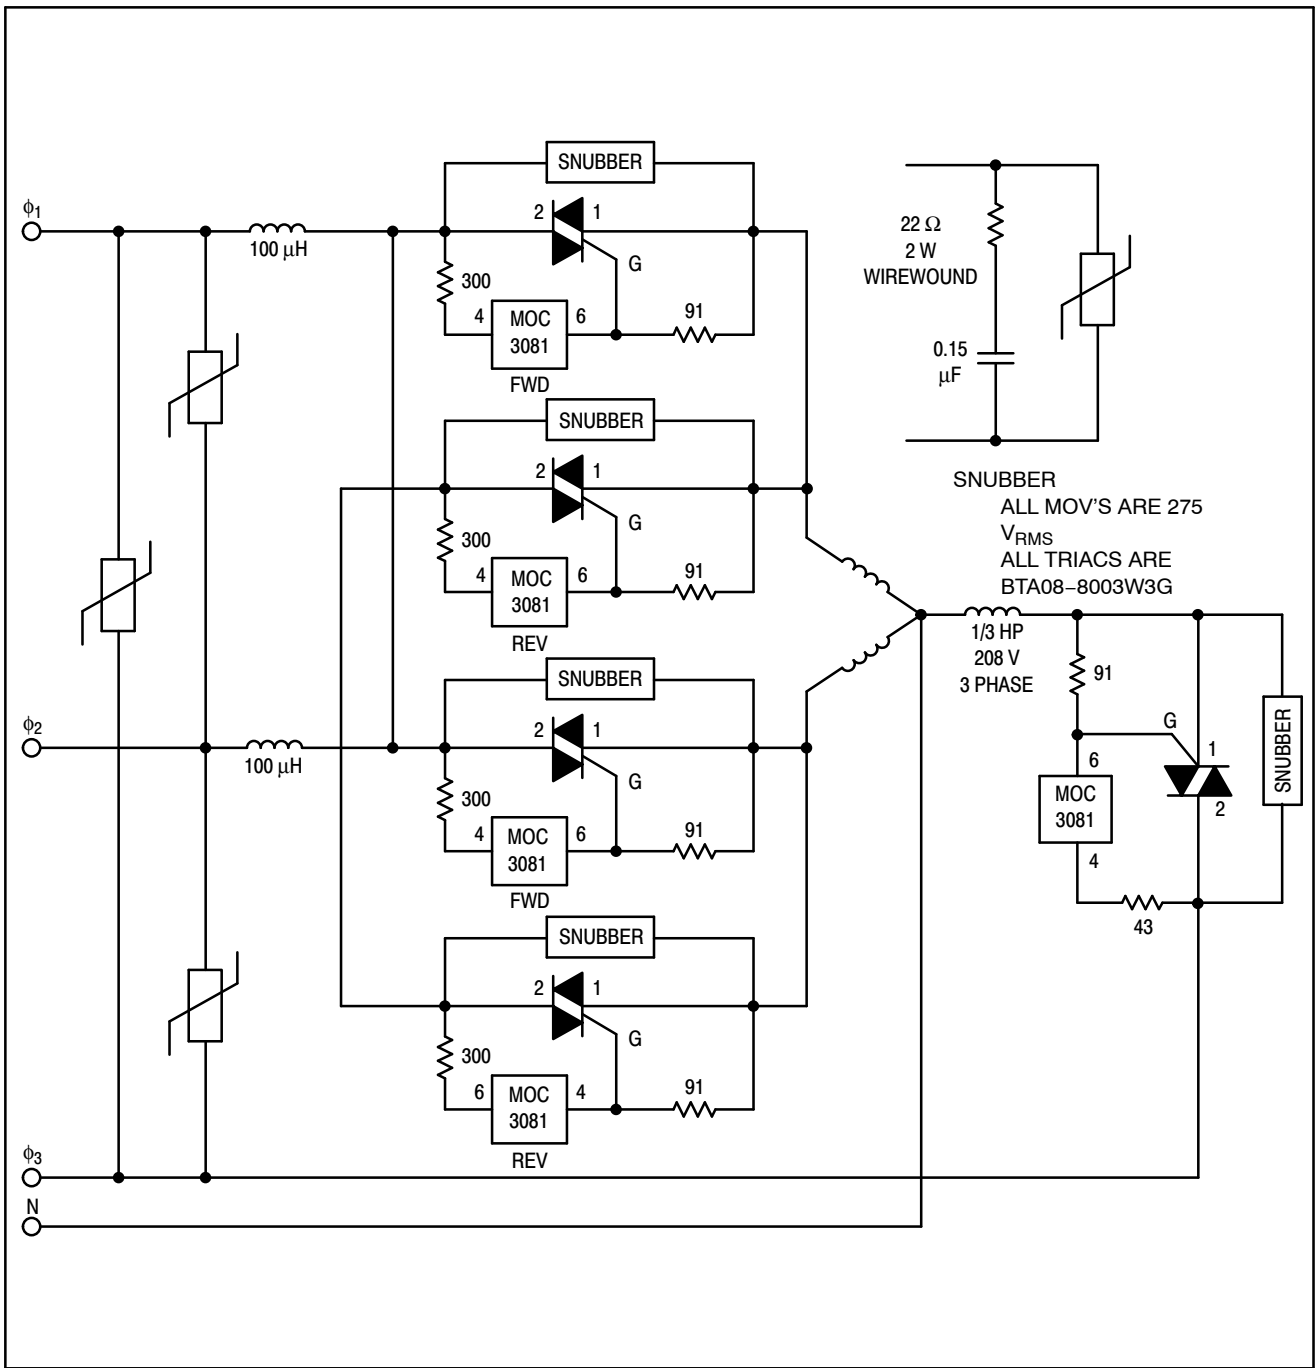 SNUBBER
ϕ1
100 μH
2
1
G
300
4
MOC
3081
6
91
FWD
22 Ω
2 W
WIREWOUND
0.15
μF
SNUBBER
2
1
G
300
4
MOC
3081
6
91
REV
SNUBBER
ALL MOV'S ARE 275
VRMS
ALL TRIACS ARE
BTA08−8003W3G
1/3 HP
208 V
3 PHASE
91
G
6
MOC
3081
4
1
2
43
SNUBBER
SNUBBER
ϕ2
100 μH
2
1
G
300
4
MOC
3081
6
91
FWD
SNUBBER
2
1
G
300
6
MOC
3081
4
91
REV
ϕ3
N